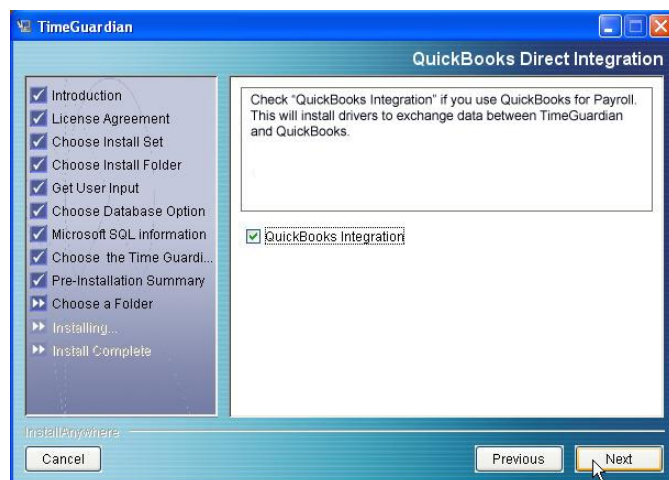 TimeGuardian
QuickBooks Direct Integration
Introduction
License Agreement
Choose Install Set
Choose Install Folder
Get User Input
Choose Database Option
Microsoft SQL information
Choose the Time Guardi...
Pre-Installation Summary
Choose a Folder
Installing...
Install Complete
Check "QuickBooks Integration" if you use QuickBooks for Payroll.
This will install drivers to exchange data between TimeGuardian
and QuickBooks.
QuickBooks Integration
InstallAnywhere
Cancel
Previous
Next